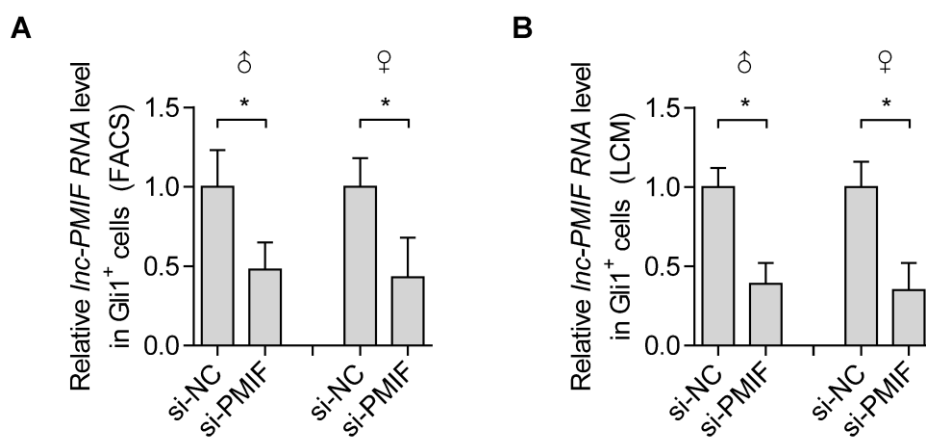 A
Relative lnc-PMIF RNA level
in Gli1⁺ cells (FACS)
♂ ♀
* *
1.5
1.0
0.5
0.0
si-NC si-PMIF si-NC si-PMIF
B
Relative lnc-PMIF RNA level
in Gli1⁺ cells (LCM)
♂ ♀
* *
1.5
1.0
0.5
0.0
si-NC si-PMIF si-NC si-PMIF